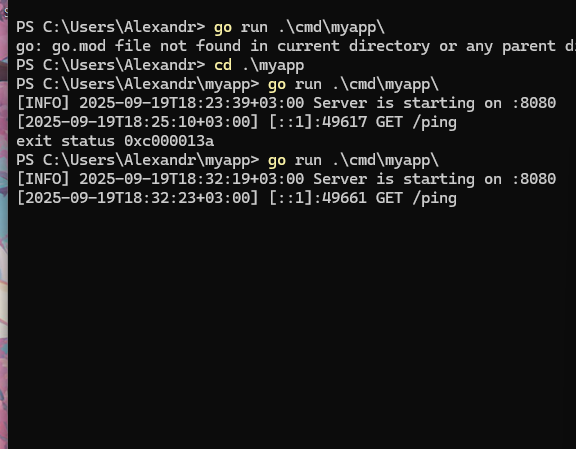 PS C:\Users\Alexandr> go run .\cmd\myapp\
go: go.mod file not found in current directory or any parent
PS C:\Users\Alexandr> cd .\myapp
PS C:\Users\Alexandr\myapp> go run .\cmd\myapp\
[INFO] 2025-09-19T18:23:39+03:00 Server is starting on :8080
[2025-09-19T18:25:10+03:00] [::1]:49617 GET /ping
exit status 0xc000013a
PS C:\Users\Alexandr\myapp> go run .\cmd\myapp\
[INFO] 2025-09-19T18:32:19+03:00 Server is starting on :8080
[2025-09-19T18:32:23+03:00] [::1]:49661 GET /ping